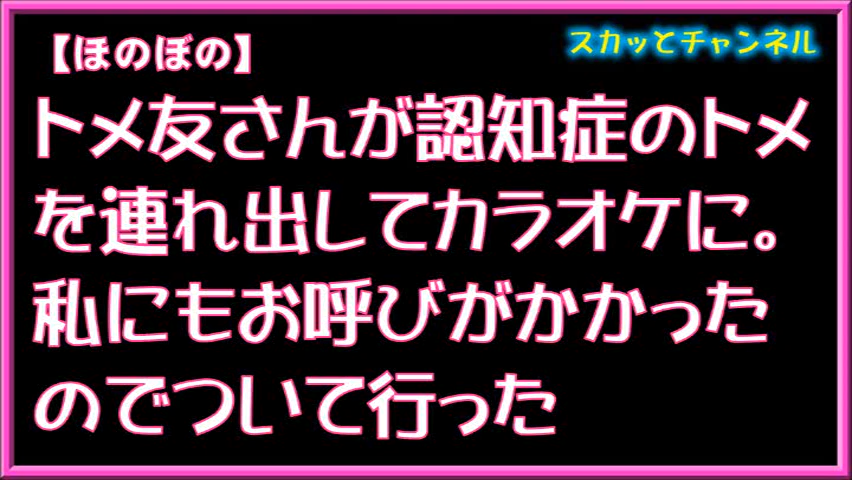 【ほのぼの】
スカッとチャンネル
トメ友さんが認知症のトメ
を連れ出してカラオケに。
私にもお呼びがかかった
のでついて行った